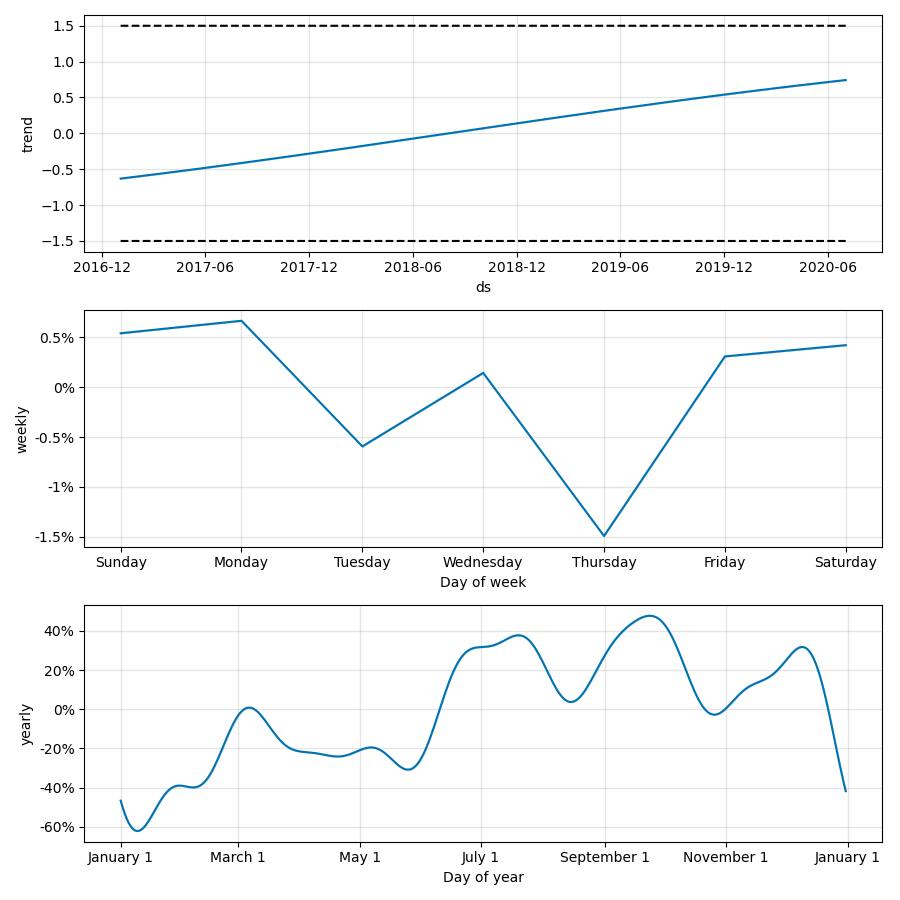 1.5
1.0
0.5
0.0
−0.5
−1.0
−1.5
trend
2016-12 2017-06 2017-12 2018-06 2018-12 2019-06 2019-12 2020-06
ds
0.5%
0%
-0.5%
-1%
-1.5%
weekly
Sunday Monday Tuesday Wednesday Thursday Friday Saturday
Day of week
40%
20%
0%
-20%
-40%
-60%
yearly
January 1 March 1 May 1 July 1 September 1 November 1 January 1
Day of year